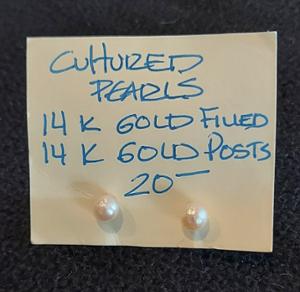 CULTURED
PEARLS
14 K GOLD FILLED
14 K GOLD POSTS
20—